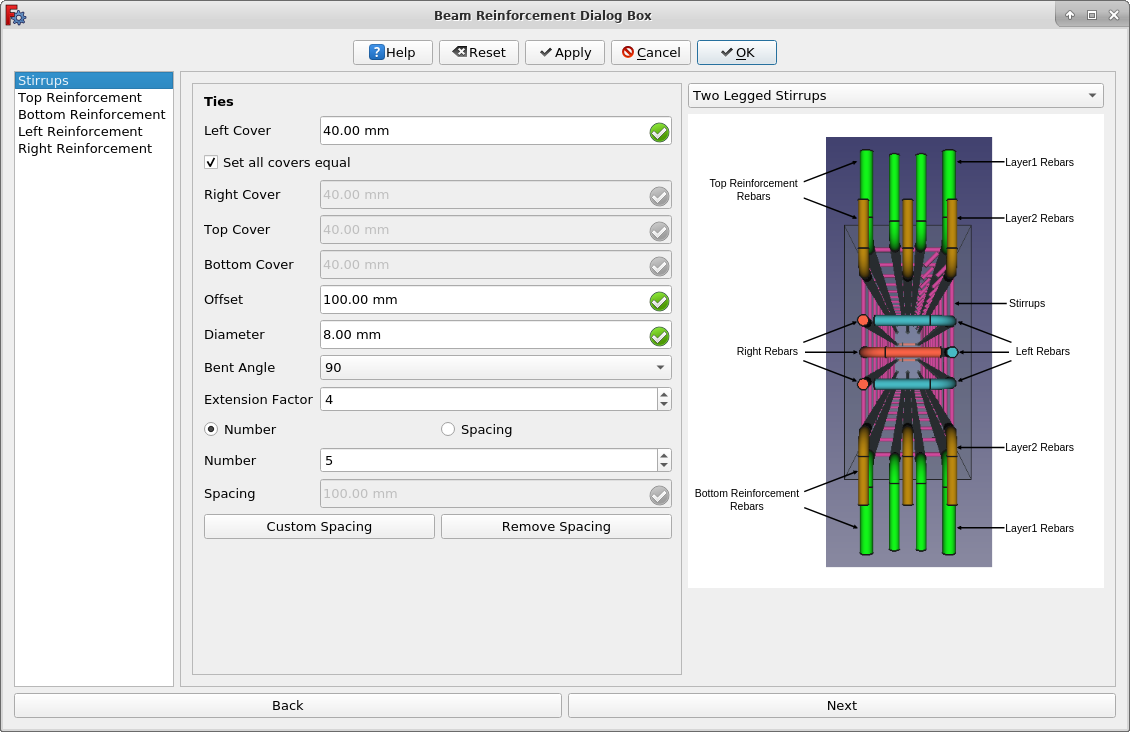 Beam Reinforcement Dialog Box
Help Reset Apply Cancel OK
Stirrups
Top Reinforcement
Bottom Reinforcement
Left Reinforcement
Right Reinforcement
Ties
Left Cover 40.00 mm
Set all covers equal
Right Cover 40.00 mm
Top Cover 40.00 mm
Bottom Cover 40.00 mm
Offset 100.00 mm
Diameter 8.00 mm
Bent Angle 90
Extension Factor 4
Number Spacing
Number 5
Spacing 100.00 mm
Custom Spacing Remove Spacing
Two Legged Stirrups
Layer1 Rebars
Top Reinforcement
Rebars
Layer2 Rebars
Stirrups
Right Rebars
Left Rebars
Layer2 Rebars
Bottom Reinforcement
Rebars
Layer1 Rebars
Back Next